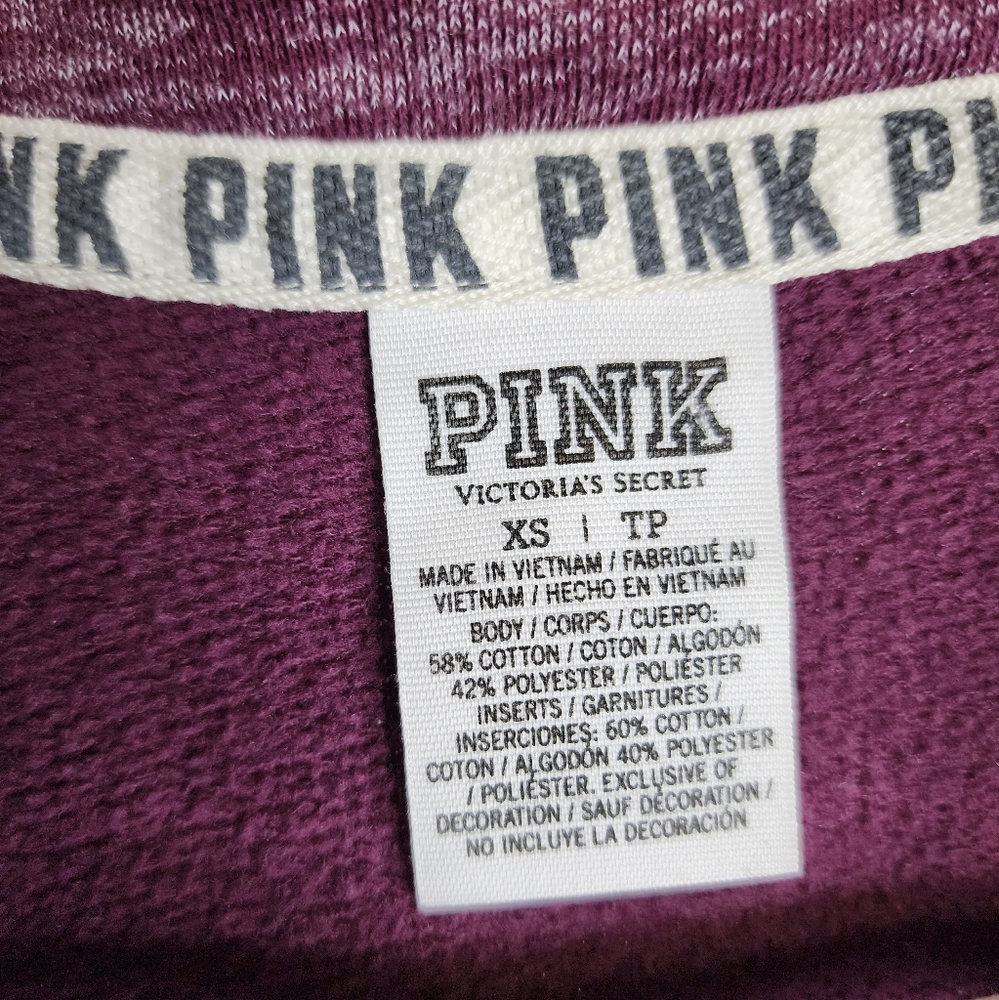 NK PINK PINK PI
PINK
VICTORIA'S SECRET
XS | TP
MADE IN VIETNAM / FABRIQUÉ AU
VIETNAM / HECHO EN VIETNAM
BODY / CORPS / CUERPO:
58% COTTON / COTON / ALGODÓN
42% POLYESTER / POLIÉSTER
INSERTS / GARNITURES /
INSERCIONES: 60% COTTON /
COTON / ALGODÓN 40% POLYESTER
/ POLIÉSTER. EXCLUSIVE OF
DECORATION / SAUF DÉCORATION /
NO INCLUYE LA DECORACIÓN